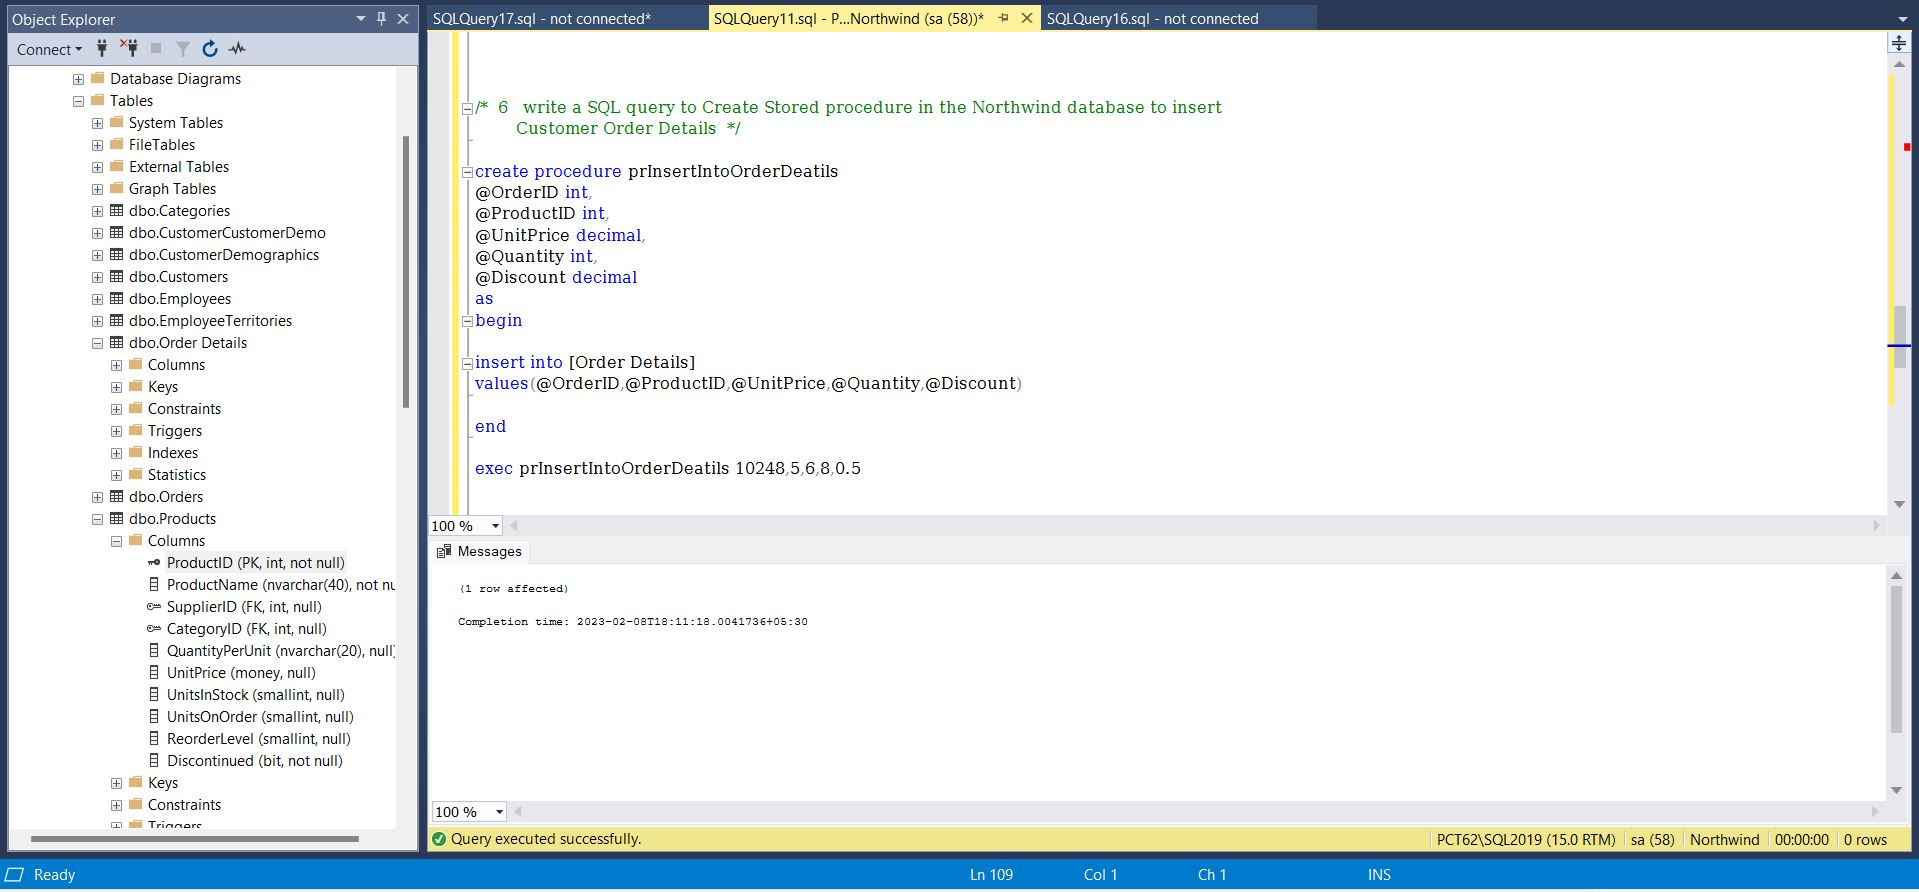 Object Explorer
Connect
Database Diagrams
Tables
System Tables
FileTables
External Tables
Graph Tables
dbo.Categories
dbo.CustomerCustomerDemo
dbo.CustomerDemographics
dbo.Customers
dbo.Employees
dbo.EmployeeTerritories
dbo.Order Details
Columns
Keys
Constraints
Triggers
Indexes
Statistics
dbo.Orders
dbo.Products
Columns
ProductID (PK, int, not null)
ProductName (nvarchar(40), not nu
SupplierID (FK, int, null)
CategoryID (FK, int, null)
QuantityPerUnit (nvarchar(20), null)
UnitPrice (money, null)
UnitsInStock (smallint, null)
UnitsOnOrder (smallint, null)
ReorderLevel (smallint, null)
Discontinued (bit, not null)
Keys
Constraints
Triggers
SQLQuery17.sql - not connected*
SQLQuery11.sql - P...Northwind (sa (58))*
SQLQuery16.sql - not connected
/* 6 write a SQL query to Create Stored procedure in the Northwind database to insert
Customer Order Details */
create procedure prInsertIntoOrderDeatils
@OrderID int,
@ProductID int,
@UnitPrice decimal,
@Quantity int,
@Discount decimal
as
begin
insert into [Order Details]
values(@OrderID,@ProductID,@UnitPrice,@Quantity,@Discount)
end
exec prInsertIntoOrderDeatils 10248,5,6,8,0.5
100 %
Messages
(1 row affected)
Completion time: 2023-02-08T18:11:18.0041736+05:30
100 %
Query executed successfully.
PCT62\SQL2019 (15.0 RTM)
sa (58)
Northwind
00:00:00
0 rows
Ready
Ln 109
Col 1
Ch 1
INS